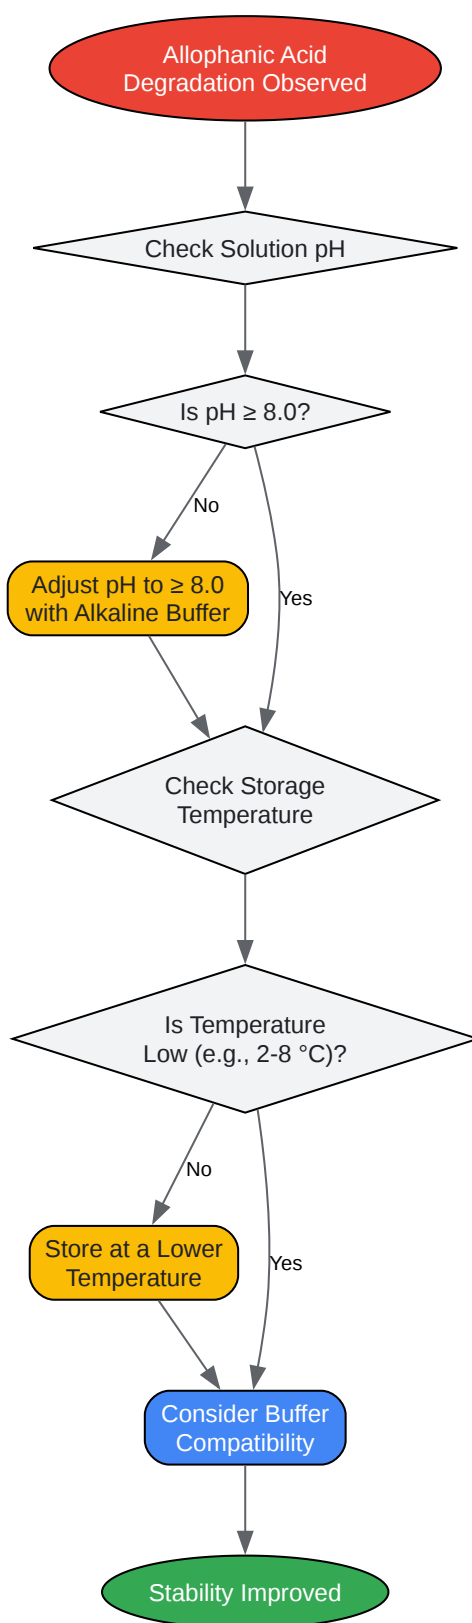 Allophanic Acid
Degradation Observed
Check Solution pH
Is pH ≥ 8.0?
No
Adjust pH to ≥ 8.0
with Alkaline Buffer
Yes
Check Storage
Temperature
Is Temperature
Low (e.g., 2-8 °C)?
No
Store at a Lower
Temperature
Yes
Consider Buffer
Compatibility
Stability Improved